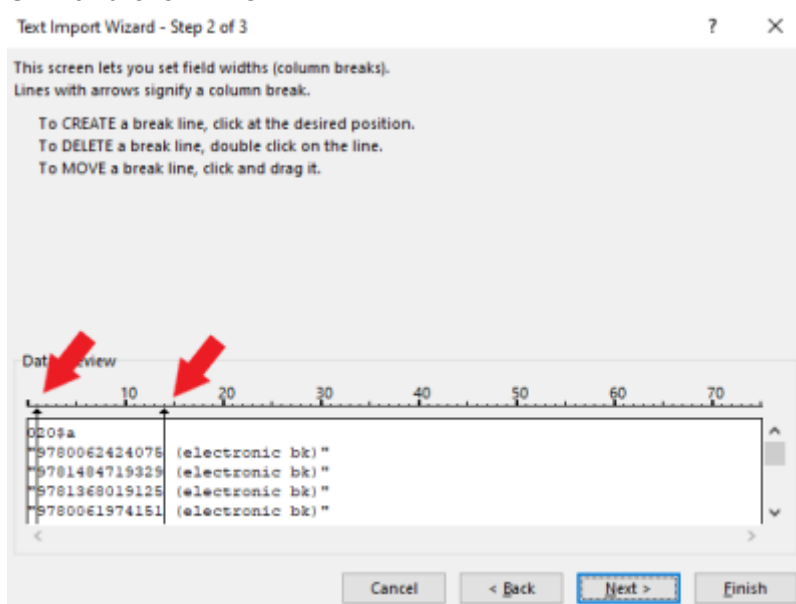 Text Import Wizard - Step 2 of 3 ? ×
This screen lets you set field widths (column breaks).
Lines with arrows signify a column break.
To CREATE a break line, click at the desired position.
To DELETE a break line, double click on the line.
To MOVE a break line, click and drag it.
10 20 30 40 50 60 70
020$a
"9780062424075 (electronic bk)"
"9781484719329 (electronic bk)"
"9781368019125 (electronic bk)"
"9780061974151 (electronic bk)"
Cancel < Back Next > Finish